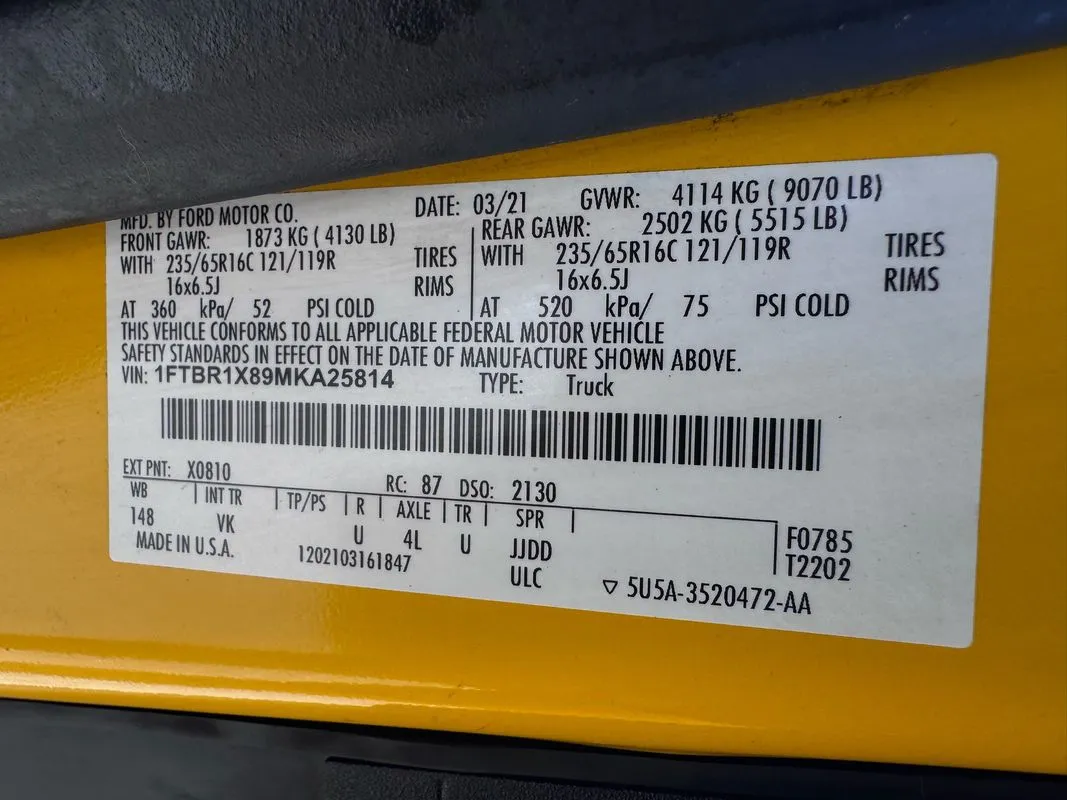 MFD. BY FORD MOTOR CO. DATE: 03/21 GVWR: 4114 KG ( 9070 LB)
FRONT GAWR: 1873 KG ( 4130 LB) REAR GAWR: 2502 KG ( 5515 LB)
WITH 235/65R16C 121/119R TIRES WITH 235/65R16C 121/119R TIRES
16x6.5J RIMS 16x6.5J RIMS
AT 360 kPa/ 52 PSI COLD AT 520 kPa/ 75 PSI COLD
THIS VEHICLE CONFORMS TO ALL APPLICABLE FEDERAL MOTOR VEHICLE
SAFETY STANDARDS IN EFFECT ON THE DATE OF MANUFACTURE SHOWN ABOVE.
VIN: 1FTBR1X89MKA25814 TYPE: Truck
EXT PNT: X0810 RC: 87 DSO: 2130
WB | INT TR | TP/PS | R | AXLE | TR | SPR |
148 VK U 4L U JJDD F0785
MADE IN U.S.A. 1202103161847 ULC T2202
▽ 5U5A-3520472-AA